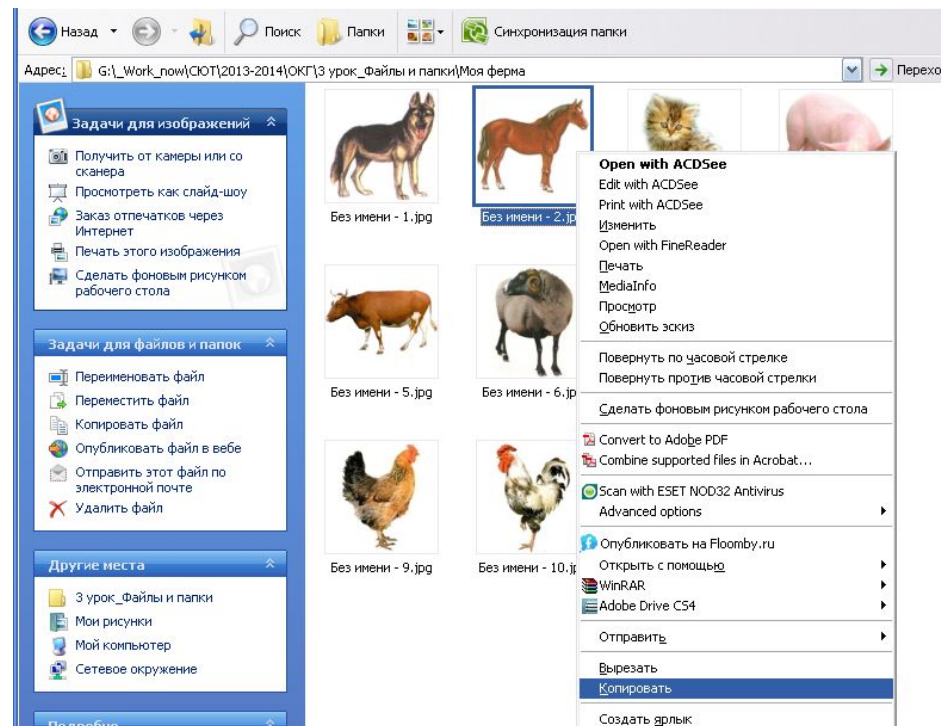 Назад
Поиск
Папки
Синхронизация папки
Адрес: G:\_Work_now\СЮТ\2013-2014\ОКГ\3 урок_Файлы и папки\Моя ферма
Перехо
Задачи для изображений
Получить от камеры или со
сканера
Просмотреть как слайд-шоу
Заказ отпечатков через
Интернет
Печать этого изображения
Сделать фоновым рисунком
рабочего стола
Задачи для файлов и папок
Переименовать файл
Переместить файл
Копировать файл
Опубликовать файл в вебе
Отправить этот файл по
электронной почте
Удалить файл
Другие места
3 урок_Файлы и папки
Мои рисунки
Мой компьютер
Сетевое окружение
Подробно
Без имени - 1.jpg
Без имени - 2.jp
Без имени - 5.jpg
Без имени - 6.jp
Без имени - 9.jpg
Без имени - 10.jp
Open with ACDSee
Edit with ACDSee
Print with ACDSee
Изменить
Open with FineReader
Печать
MediaInfo
Просмотр
Обновить эскиз
Повернуть по часовой стрелке
Повернуть против часовой стрелки
Сделать фоновым рисунком рабочего стола
Convert to Adobe PDF
Combine supported files in Acrobat...
Scan with ESET NOD32 Antivirus
Advanced options
Опубликовать на Floomby.ru
Открыть с помощью
WinRAR
Adobe Drive CS4
Отправить
Вырезать
Копировать
Создать ярлык